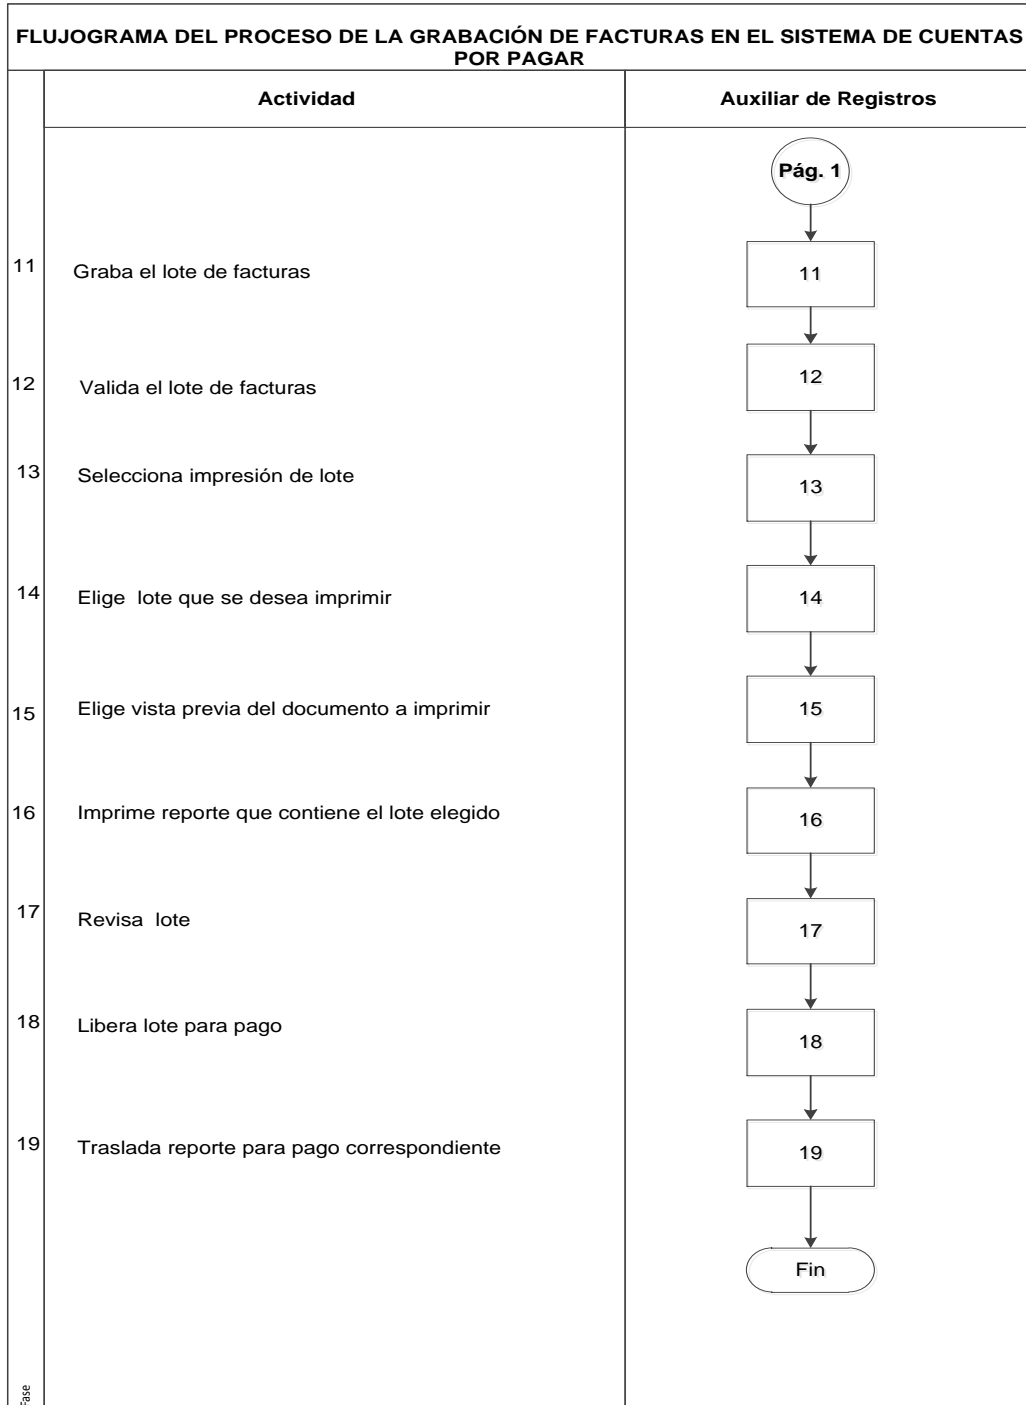 FLUJOGRAMA DEL PROCESO DE LA GRABACIÓN DE FACTURAS EN EL SISTEMA DE CUENTAS
POR PAGAR
Actividad
Auxiliar de Registros
Pág. 1
11
Graba el lote de facturas
11
12
Valida el lote de facturas
12
13
Selecciona impresión de lote
13
14
Elige  lote que se desea imprimir
14
15
Elige vista previa del documento a imprimir
15
16
Imprime reporte que contiene el lote elegido
16
17
Revisa  lote
17
18
Libera lote para pago
18
19
Traslada reporte para pago correspondiente
19
Fin
Fase